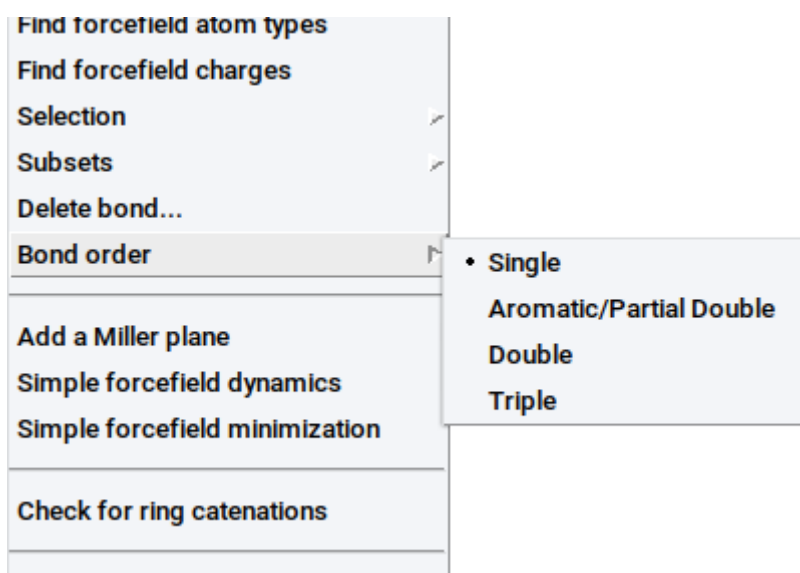 Find forcefield atom types
Find forcefield charges
Selection
Subsets
Delete bond...
Bond order
Single
Aromatic/Partial Double
Double
Triple
Add a Miller plane
Simple forcefield dynamics
Simple forcefield minimization
Check for ring catenations